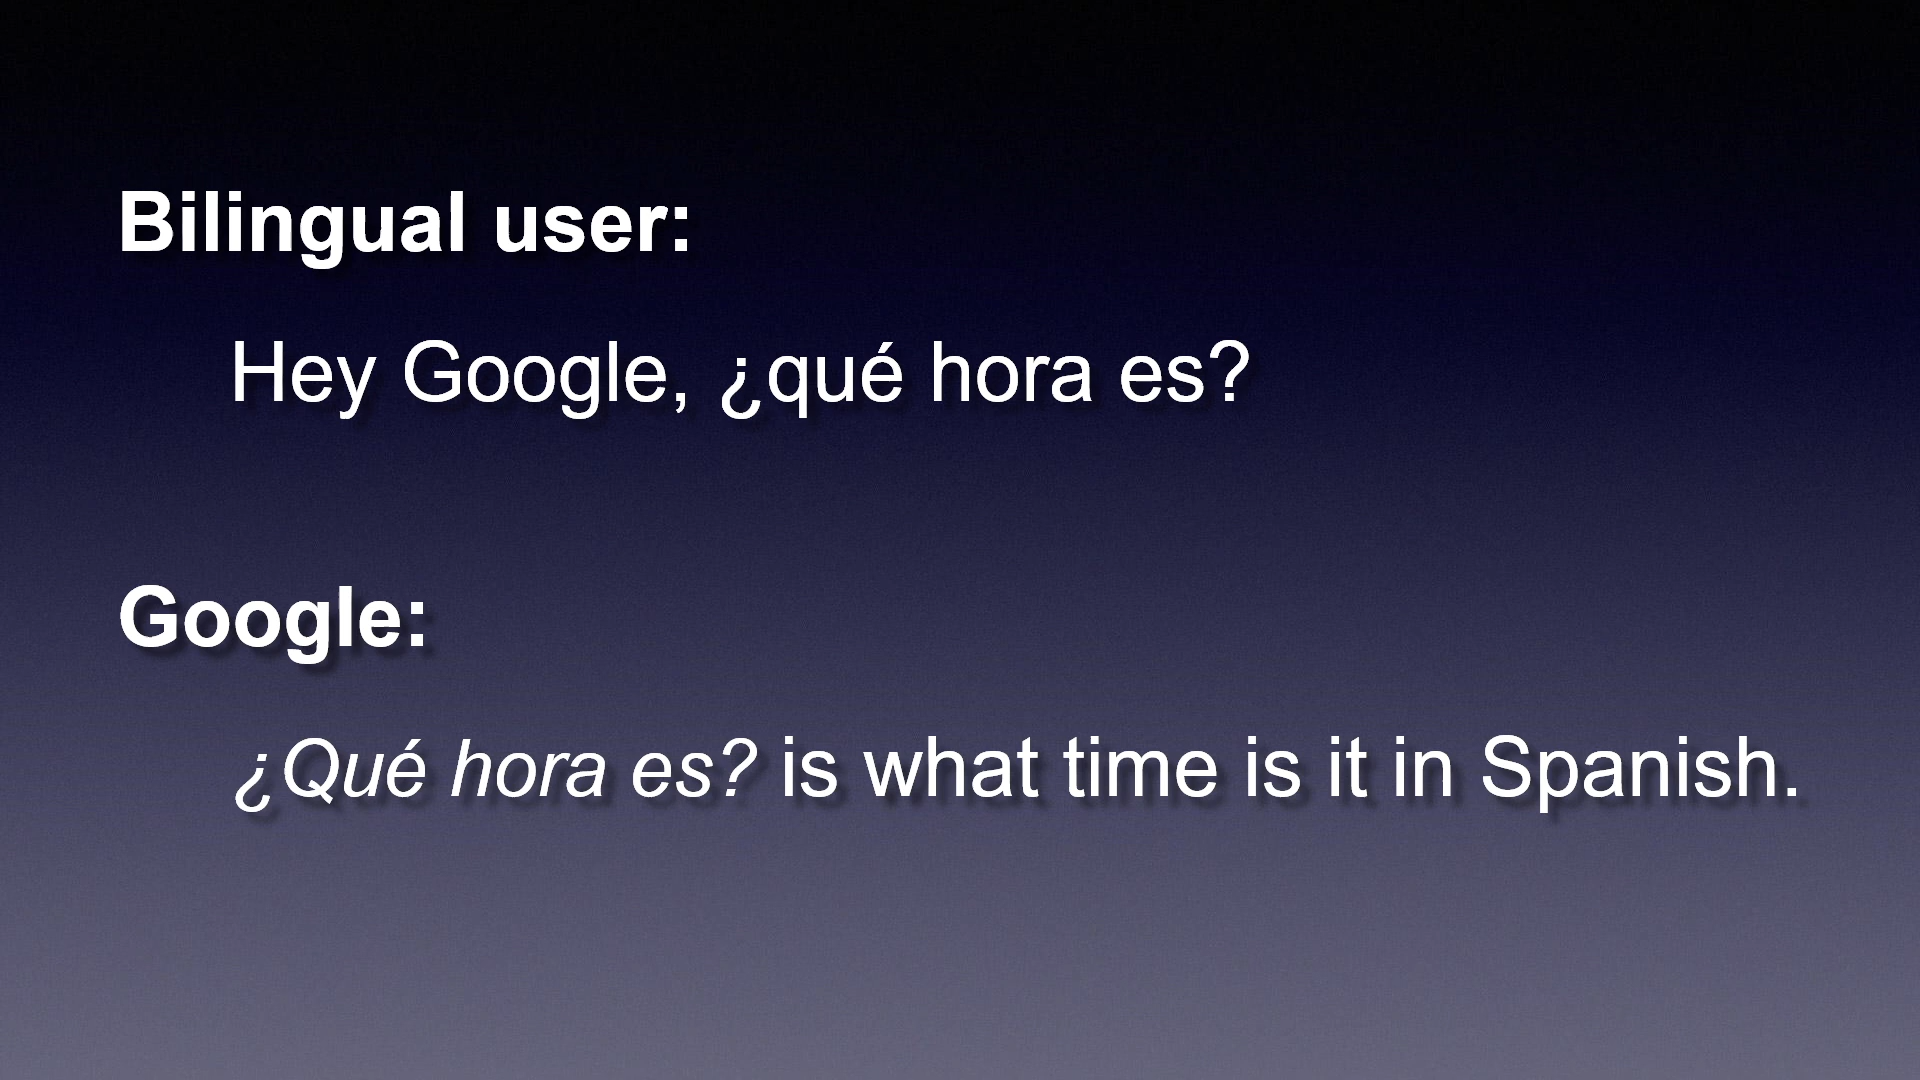 Bilingual user:
Hey Google, ¿qué hora es?
Google:
¿Qué hora es? is what time is it in Spanish.